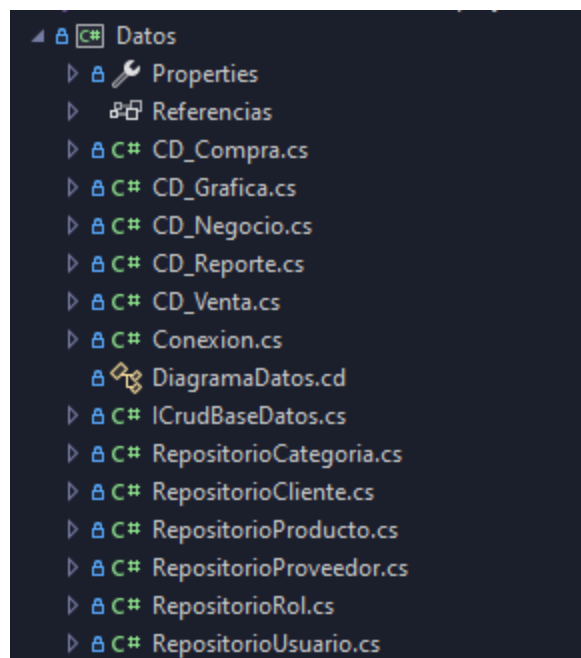 C# Datos
Properties
Referencias
C# CD_Compra.cs
C# CD_Grafica.cs
C# CD_Negocio.cs
C# CD_Reporte.cs
C# CD_Venta.cs
C# Conexion.cs
DiagramaDatos.cd
C# ICrudBaseDatos.cs
C# RepositorioCategoria.cs
C# RepositorioCliente.cs
C# RepositorioProducto.cs
C# RepositorioProveedor.cs
C# RepositorioRol.cs
C# RepositorioUsuario.cs